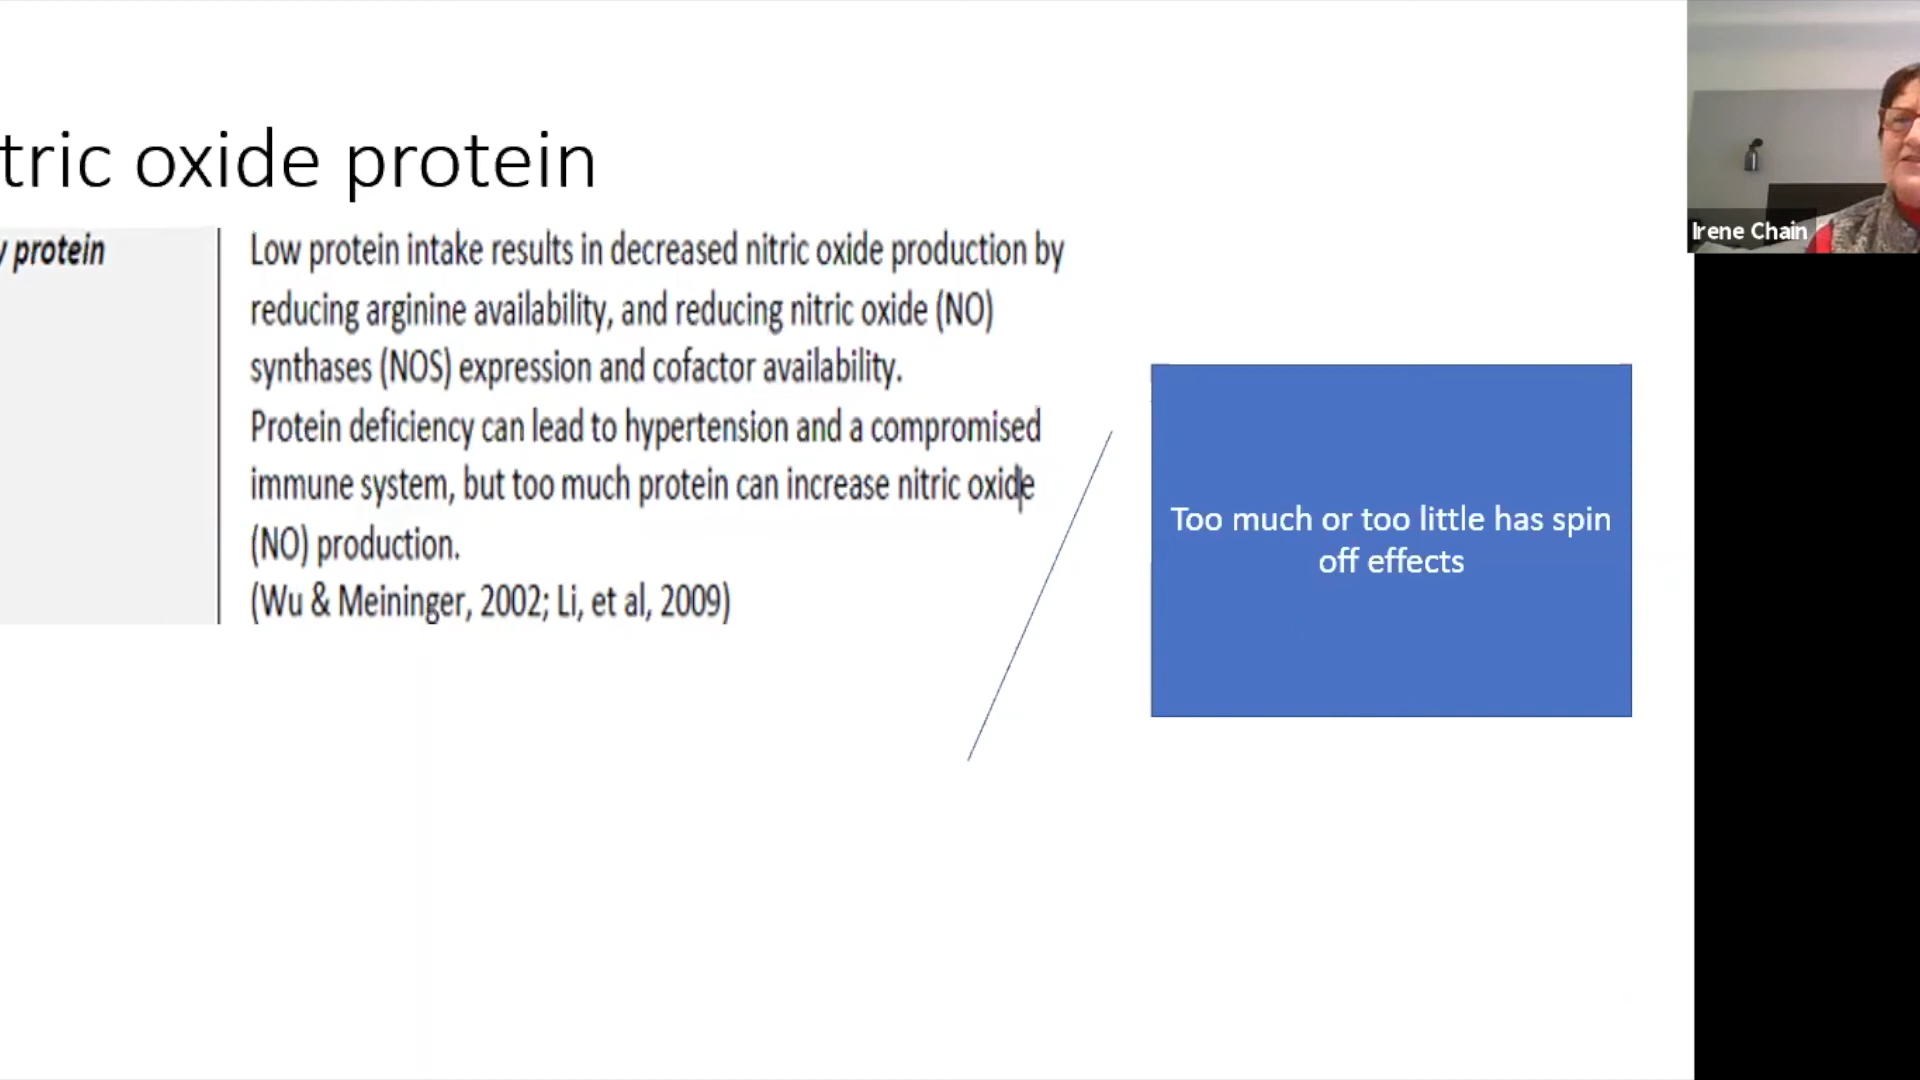 tric oxide protein
y protein
Low protein intake results in decreased nitric oxide production by
reducing arginine availability, and reducing nitric oxide (NO)
synthases (NOS) expression and cofactor availability.
Protein deficiency can lead to hypertension and a compromised
immune system, but too much protein can increase nitric oxide
(NO) production.
(Wu & Meininger, 2002; Li, et al, 2009)
Too much or too little has spin
off effects
Irene Chain